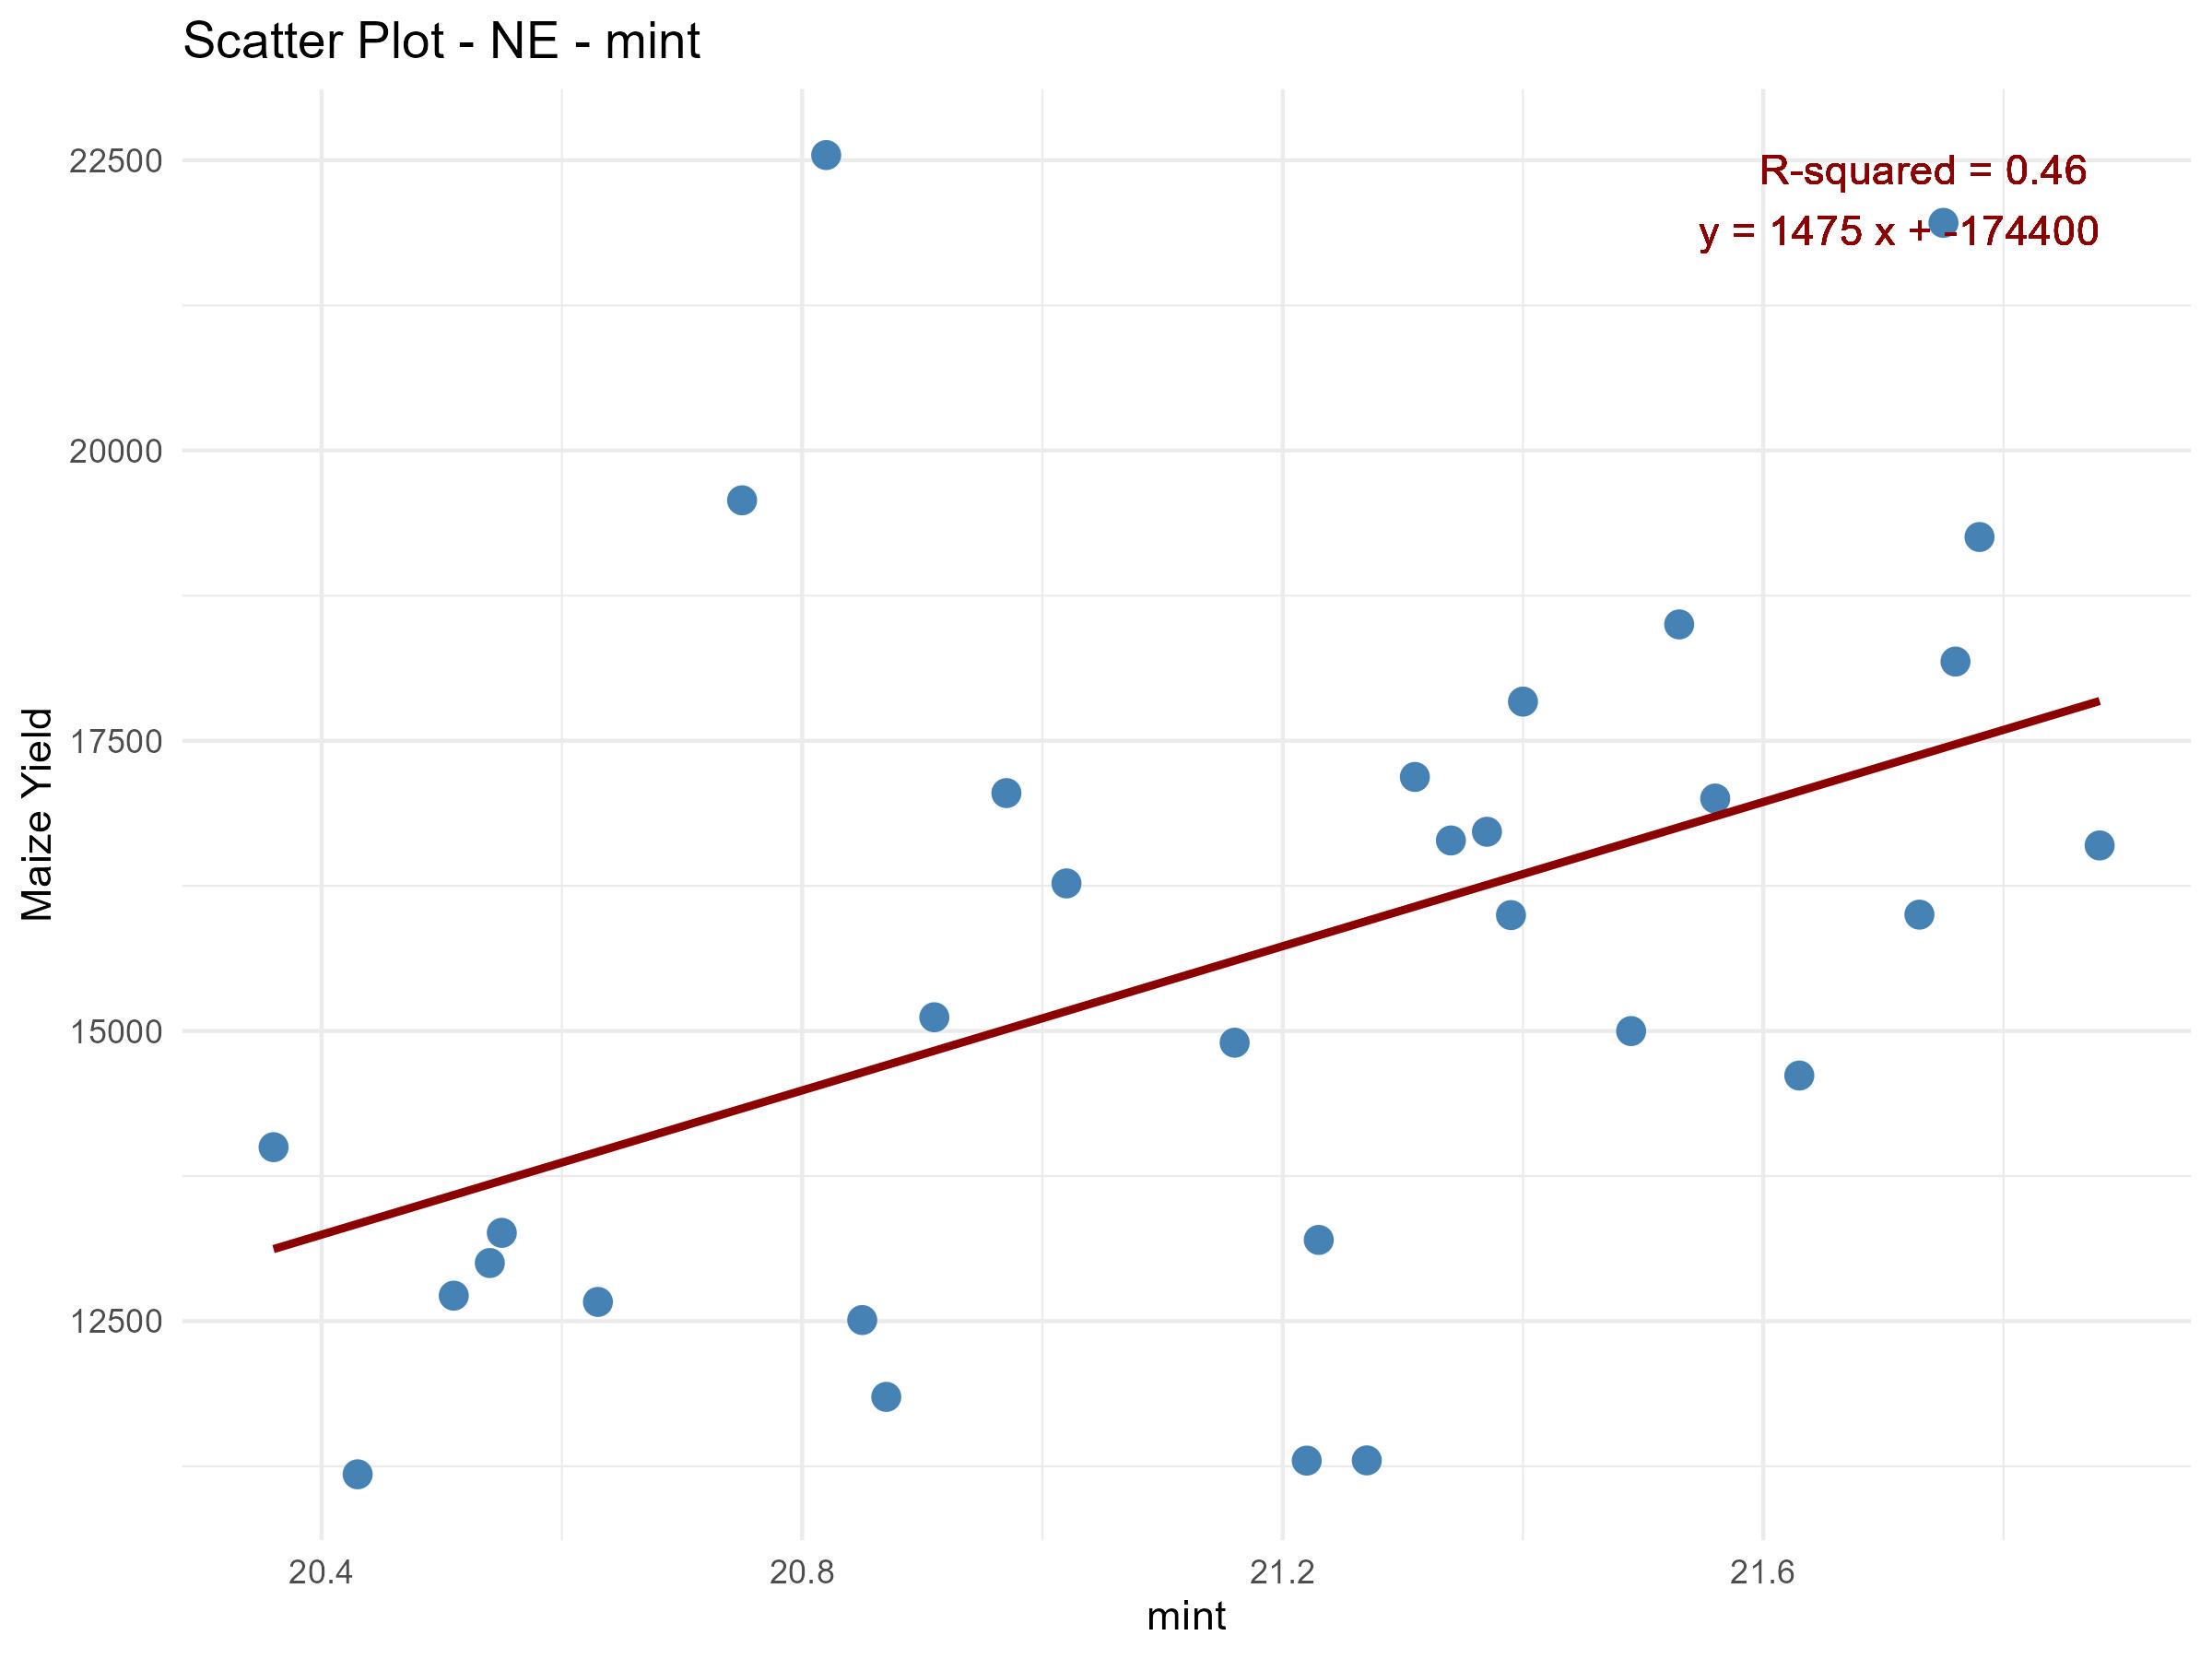 Scatter Plot - NE - mint
22500
20000
17500
15000
12500
Maize Yield
R-squared = 0.46
y = 1475 x + -174400
20.4
20.8
21.2
21.6
mint